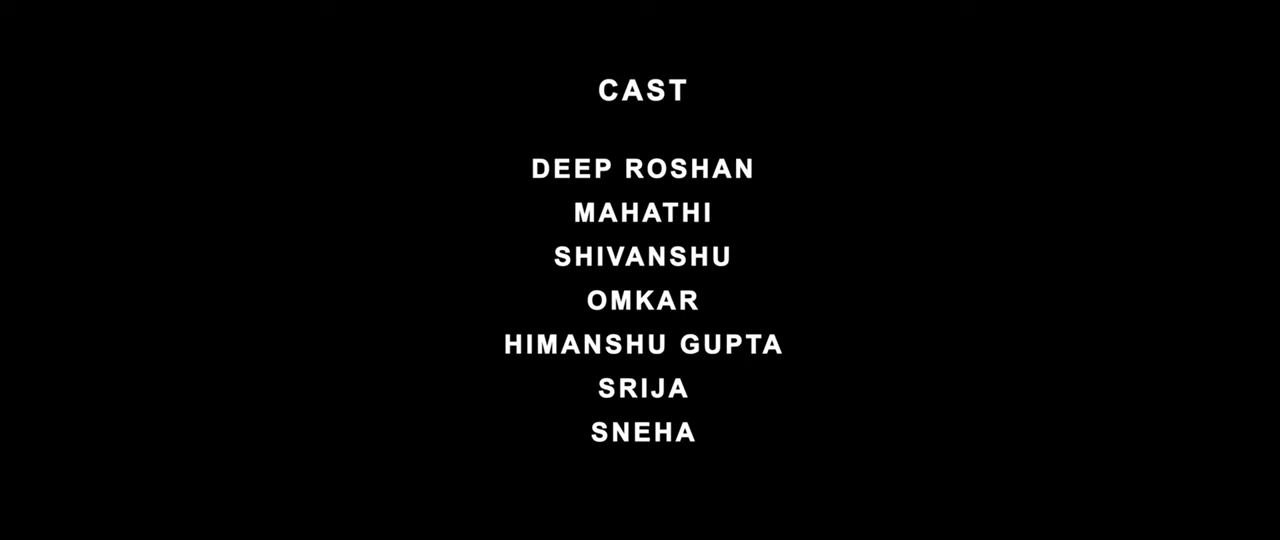 CAST
DEEP ROSHAN
MAHATHI
SHIVANSHU
OMKAR
HIMANSHU GUPTA
SRIJA
SNEHA